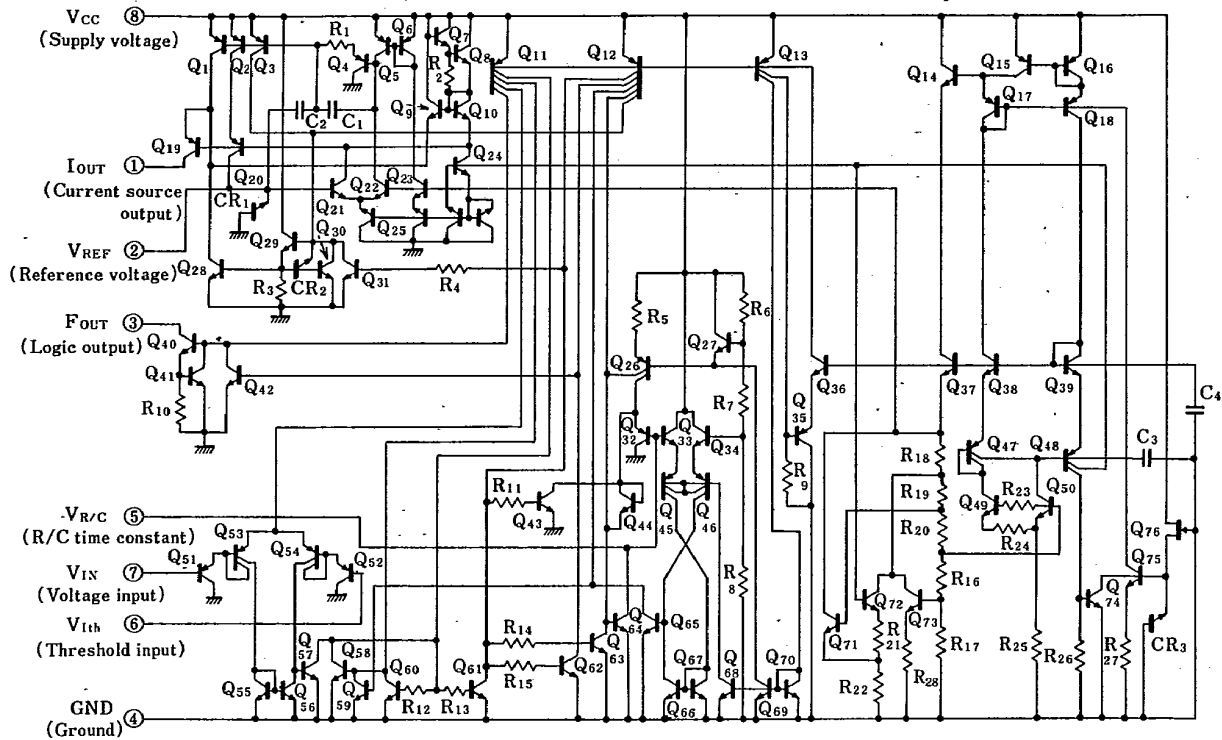 VCC ⑧
(Supply voltage)
R1
Q6
Q7
Q1
Q2
Q3
Q4
Q5
R2
Q8
Q11
Q12
Q13
Q14
Q15
Q16
Q9
Q10
C2
C1
Q17
Q18
Q19
IOUT ①
(Current source output)
Q20
CR1
Q22
Q23
Q24
Q21
Q25
VREF ②
(Reference voltage)
Q29
Q30
Q28
R3
CR2
Q31
R4
FOUT ③
(Logic output)
Q40
Q41
Q42
R10
R5
R6
Q27
Q26
R7
Q36
Q37
Q38
Q39
C4
Q32
Q33
Q34
Q35
R9
R18
Q47
Q48
C3
R11
Q43
Q44
Q45
Q46
R19
R20
Q49
R23
Q50
R24
Q76
VR/C ⑤
(R/C time constant)
Q53
Q54
Q51
Q52
VIN ⑦
(Voltage input)
VIth ⑥
(Threshold input)
R8
R16
Q75
Q72
Q73
Q71
Q74
R21
R17
R25
R26
R27
CR3
R14
Q63
Q64
Q65
Q57
Q58
Q60
Q61
R15
Q62
Q67
Q68
Q70
R22
R28
Q55
Q56
Q59
R12
R13
Q66
Q69
GND ④
(Ground)